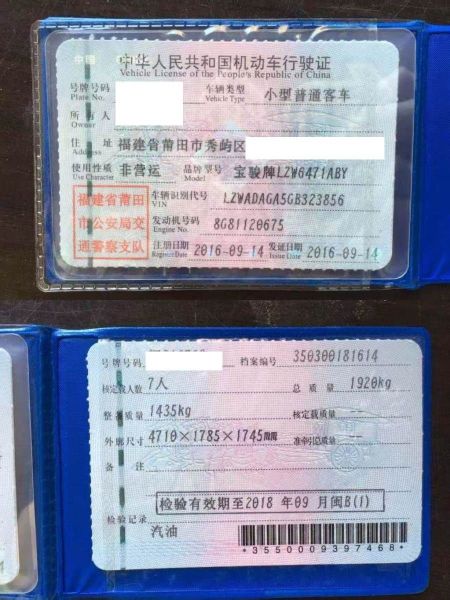 中华人民共和国机动车行驶证
Vehicle License of the People's Republic of China
号牌号码 车辆类型 小型普通客车
Plate No. Vehicle Type
所有人
Owner
住址 福建省莆田市秀屿区
Address
使用性质 非营运 品牌型号 宝骏牌LZW6471ABY
Use Character Model
福建省莆田
市公安局交
通警察支队
车辆识别代号 LZWADAGA5GB323856
VIN
发动机号码 8G81120675
Engine No.
注册日期 2016-09-14 发证日期 2016-09-14
Register Date Issue Date
号牌号码 档案编号 350300181614
核定载人数 7人 总质量 1920kg
整备质量 1435kg 核定载质量 --
外廓尺寸 4710×1785×1745mm 准牵引总质量 --
备注
检验有效期至2018年09月闽B(1)
检验记录
汽油
*3550009397468*